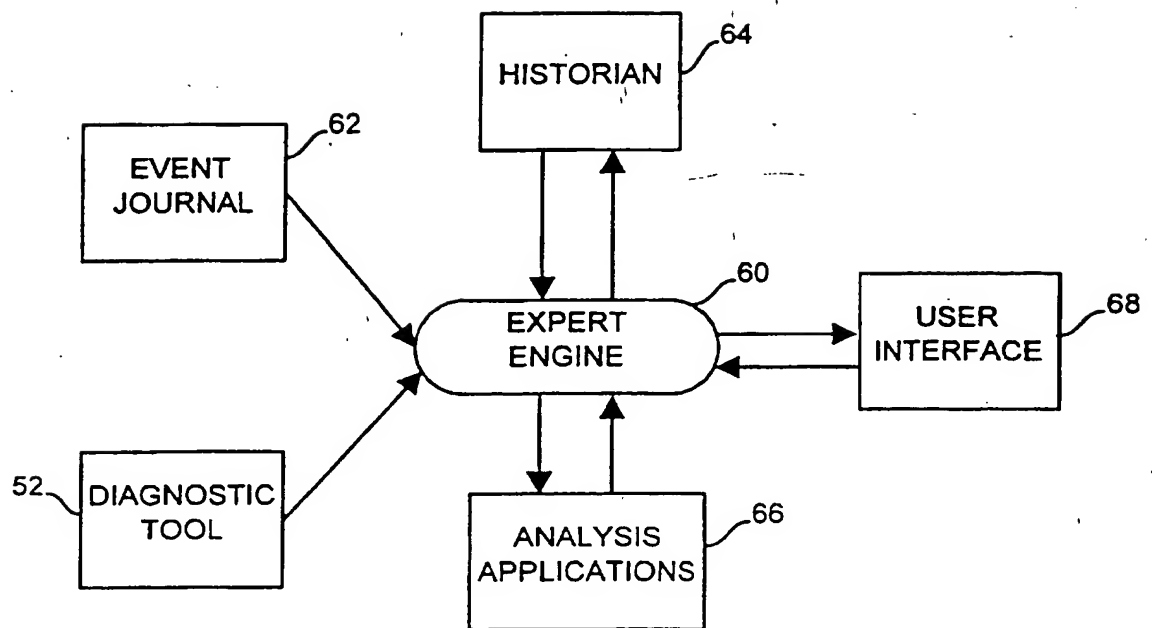 64
HISTORIAN
62
EVENT
JOURNAL
60
EXPERT
ENGINE
USER
INTERFACE
68
52
DIAGNOSTIC
TOOL
66
ANALYSIS
APPLICATIONS